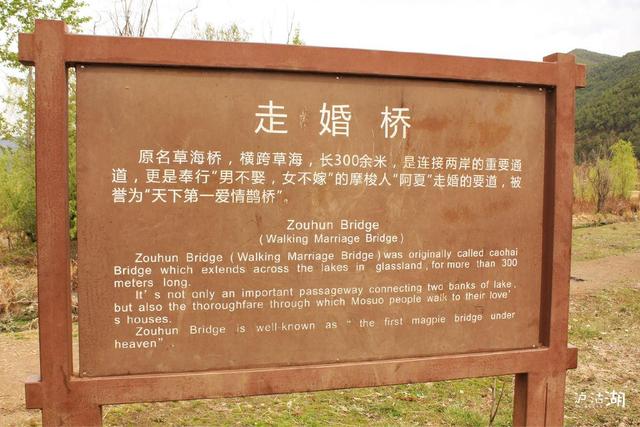 走婚桥
原名草海桥，横跨草海，长300余米，是连接两岸的重要通
道，更是奉行"男不娶，女不嫁"的摩梭人"阿夏"走婚的要道，被
誉为"天下第一爱情鹊桥"。
Zouhun Bridge
(Walking Marriage Bridge)
Zouhun Bridge (Walking Marriage Bridge) was originally called caohai
Bridge which extends across the lakes in glassland, for more than 300
meters long.
It's not only an important passageway connecting two banks of lake,
but also the thoroughfare through which Mosuo people walk to their love'
s houses.
Zouhun Bridge is well-known as "the first magpie bridge under
heaven".
泸沽湖